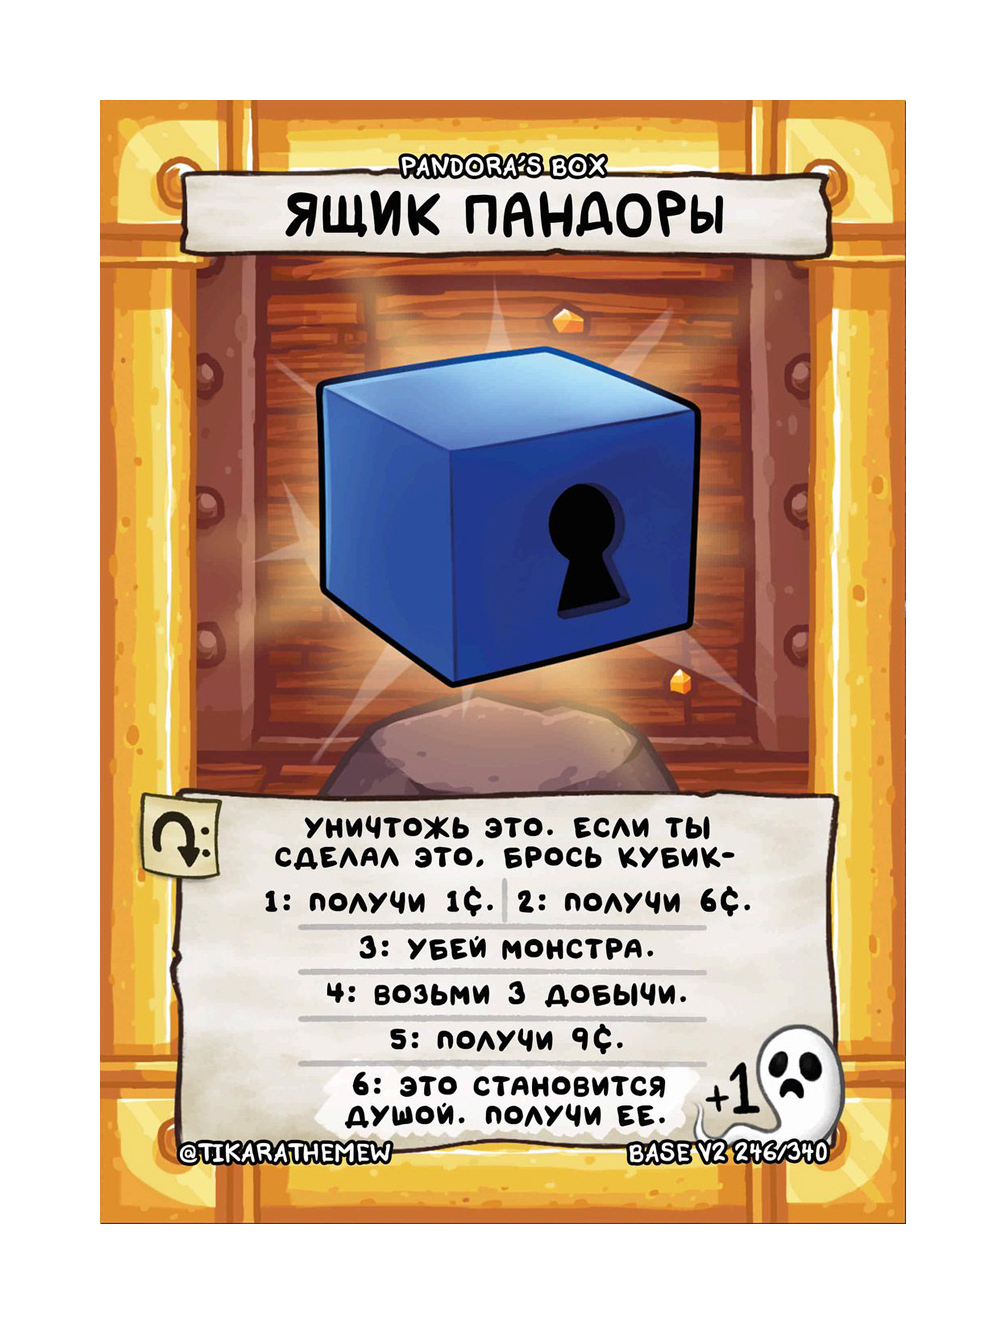 PANDORA'S BOX
ЯЩИК ПАНДОРЫ
УНИЧТОЖЬ ЭТО. ЕСЛИ ТЫ
СДЕЛАЛ ЭТО, БРОСЬ КУБИК-
1: ПОЛУЧИ 1¢. 2: ПОЛУЧИ 6¢.
3: УБЕЙ МОНСТРА.
4: ВОЗЬМИ 3 ДОБЫЧИ.
5: ПОЛУЧИ 9¢.
6: ЭТО СТАНОВИТСЯ
ДУШОЙ. ПОЛУЧИ ЕЕ.
+1
@TIKARATHEMEW
BASE V2 246/340